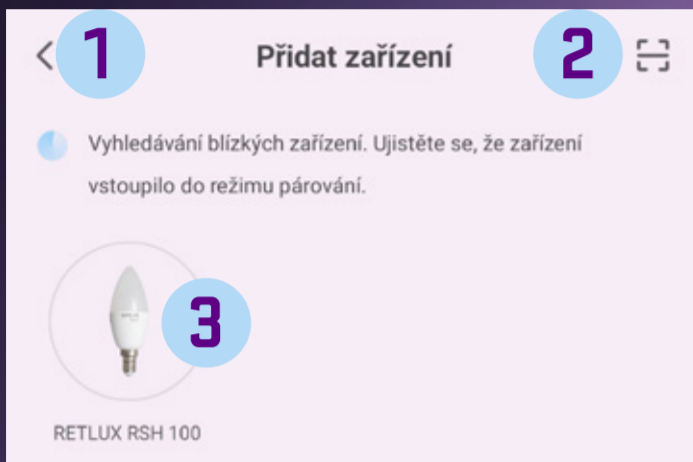 1
Přidat zařízení
2
Vyhledávání blízkých zařízení. Ujistěte se, že zařízení
vstoupilo do režimu párování.
3
RETLUX RSH 100